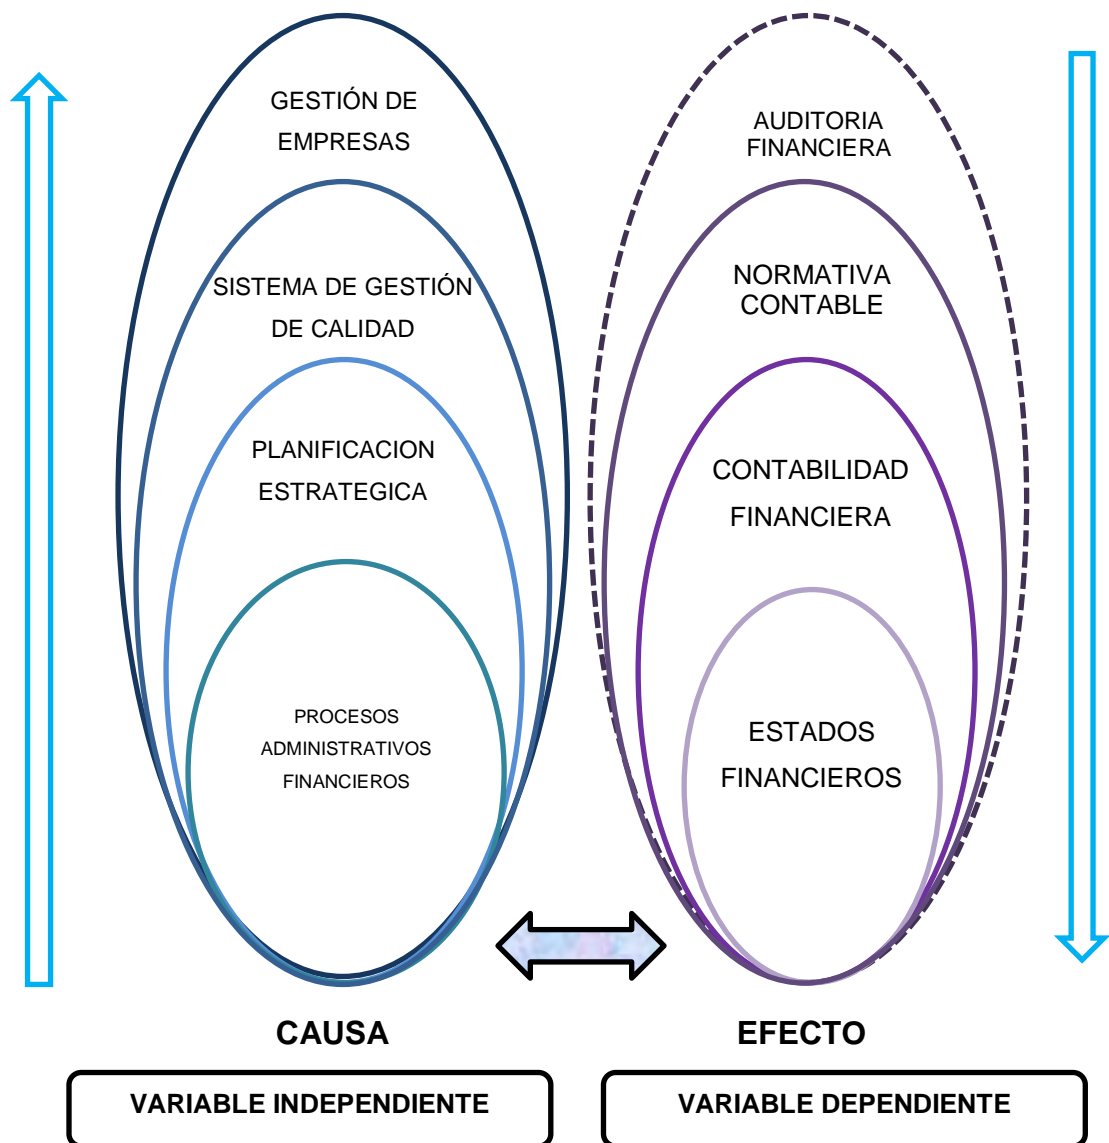 GESTIÓN DE
EMPRESAS
SISTEMA DE GESTIÓN
DE CALIDAD
PLANIFICACION
ESTRATEGICA
PROCESOS
ADMINISTRATIVOS
FINANCIEROS
AUDITORIA
FINANCIERA
NORMATIVA
CONTABLE
CONTABILIDAD
FINANCIERA
ESTADOS
FINANCIEROS
CAUSA
EFECTO
VARIABLE INDEPENDIENTE
VARIABLE DEPENDIENTE